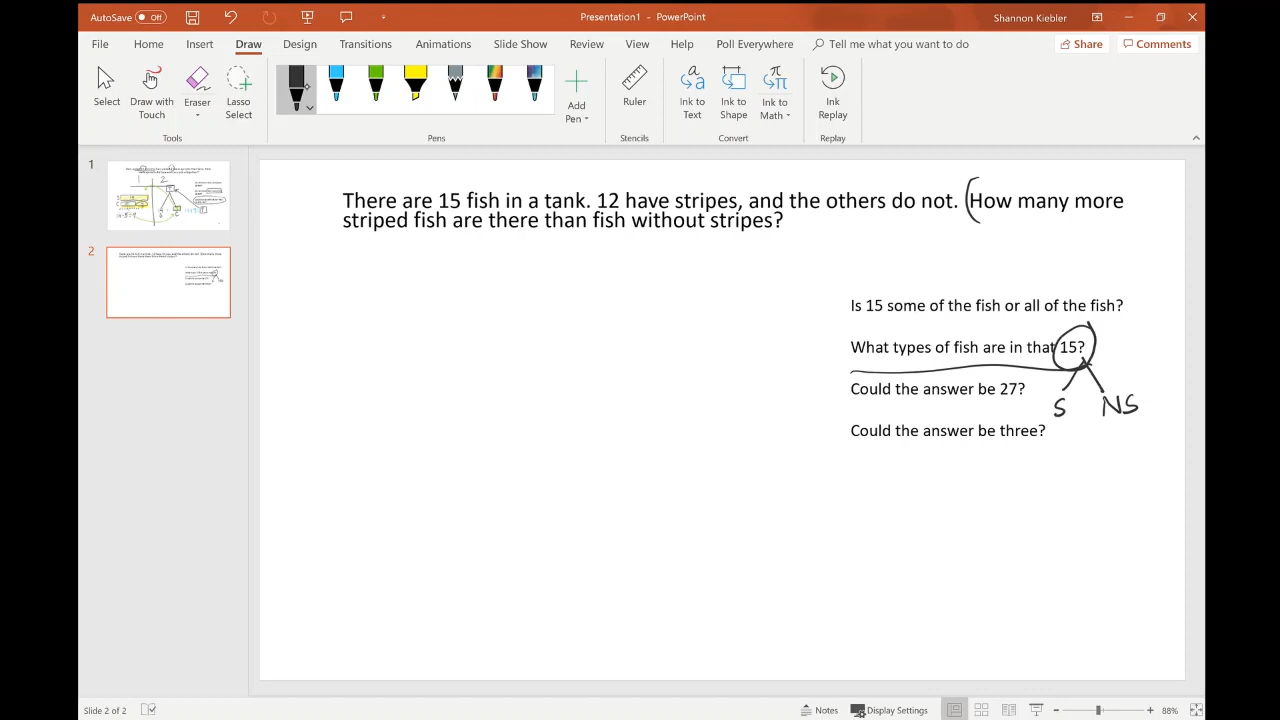 AutoSave Off
Presentation1 - PowerPoint
Shannon Kiebler
File Home Insert Draw Design Transitions Animations Slide Show Review View Help Poll Everywhere Tell me what you want to do Share Comments
Select
Draw with Touch
Eraser
Lasso Select
Add Pen
Ruler
Ink to Text
Ink to Shape
Ink to Math
Ink Replay
Tools
Pens
Stencils
Convert
Replay
1
2
There are 15 fish in a tank. 12 have stripes, and the others do not. (How many more
striped fish are there than fish without stripes?
Is 15 some of the fish or all of the fish?
What types of fish are in that 15?
Could the answer be 27?
S NS
Could the answer be three?
Slide 2 of 2
Notes
Display Settings
88%